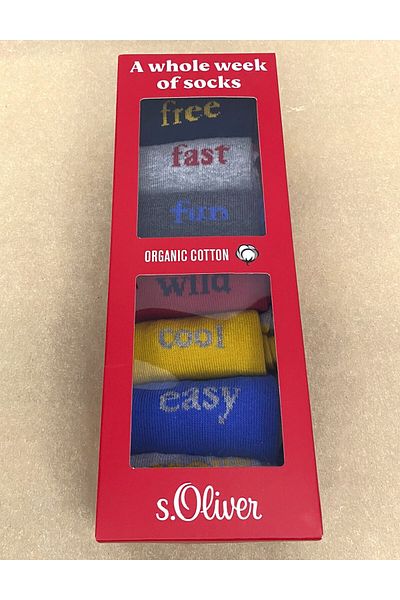 A whole week
of socks
free
fast
fun
ORGANIC COTTON
wild
cool
easy
s.Oliver